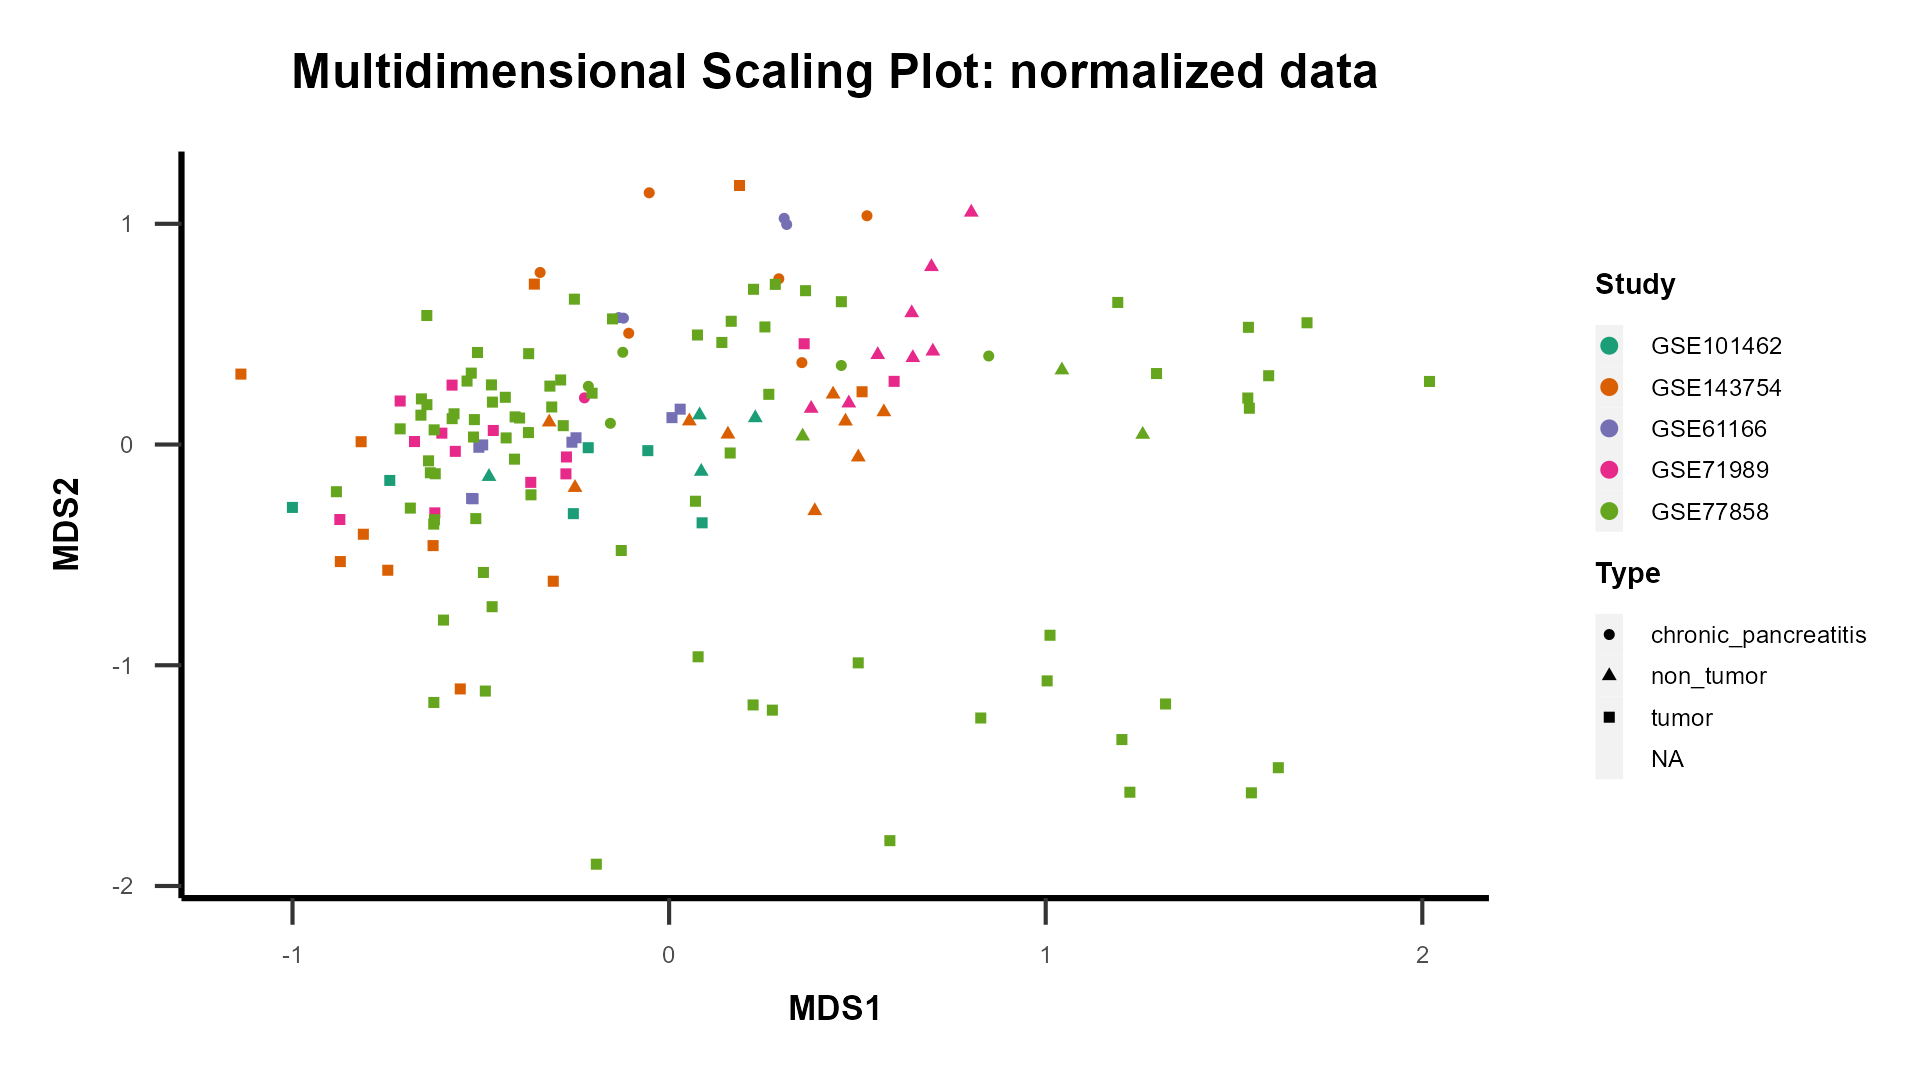 Multidimensional Scaling Plot: normalized data
MDS2
1
0
-1
-2
-1
0
1
2
MDS1
Study
GSE101462
GSE143754
GSE61166
GSE71989
GSE77858
Type
chronic_pancreatitis
non_tumor
tumor
NA